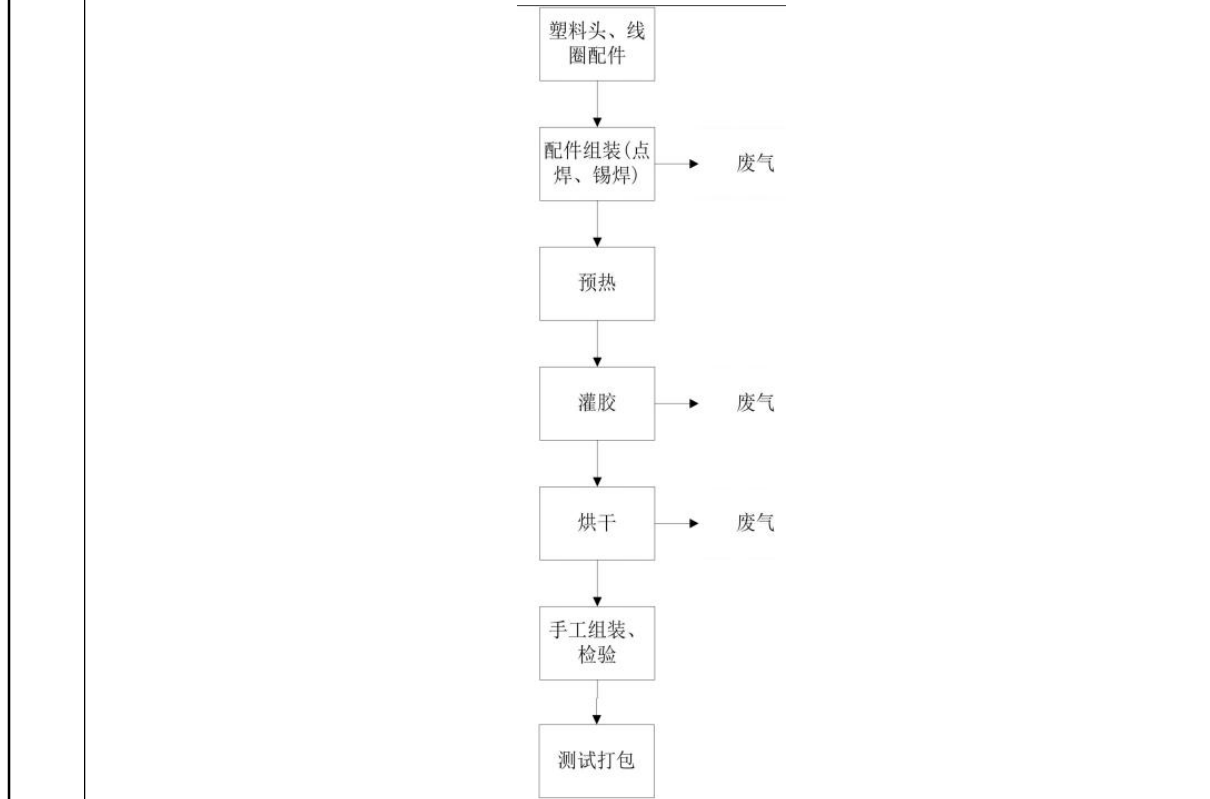 塑料头、线
圈配件
配件组装(点
焊、锡焊)
废气
预热
灌胶
废气
烘干
废气
手工组装、
检验
测试打包